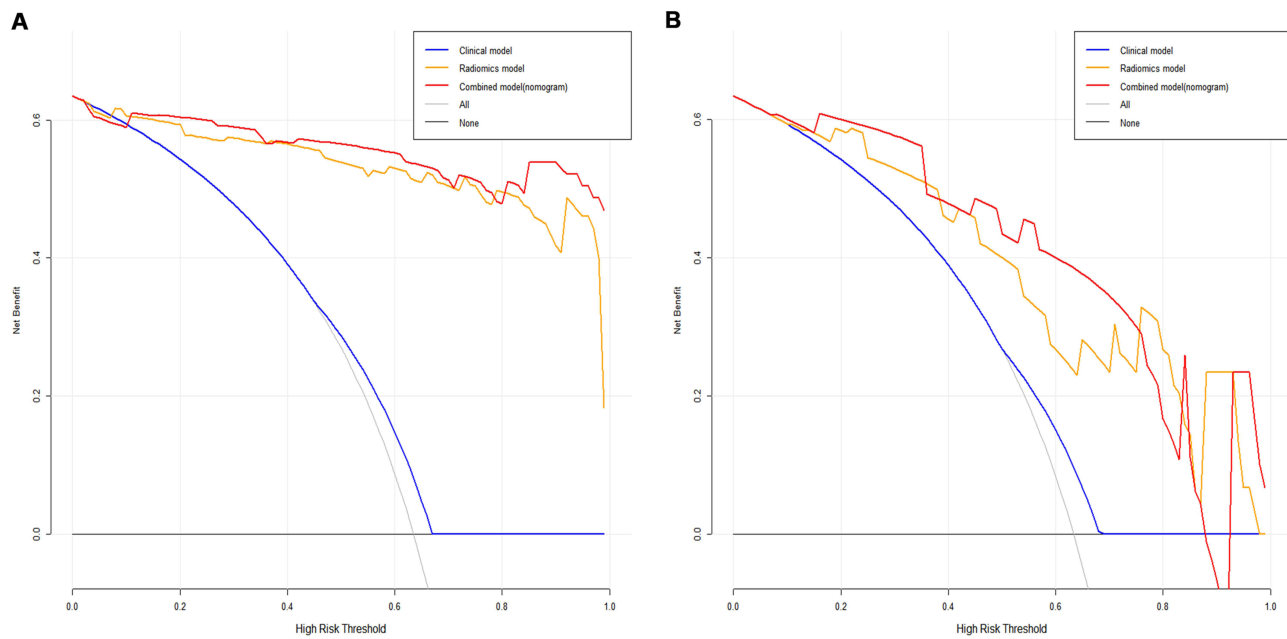 A
Clinical model
Radiomics model
Combined model(nomogram)
All
None
Net Benefit
0.6
0.4
0.2
0.0
0.0 0.2 0.4 0.6 0.8 1.0
High Risk Threshold
B
Clinical model
Radiomics model
Combined model(nomogram)
All
None
Net Benefit
0.6
0.4
0.2
0.0
0.0 0.2 0.4 0.6 0.8 1.0
High Risk Threshold